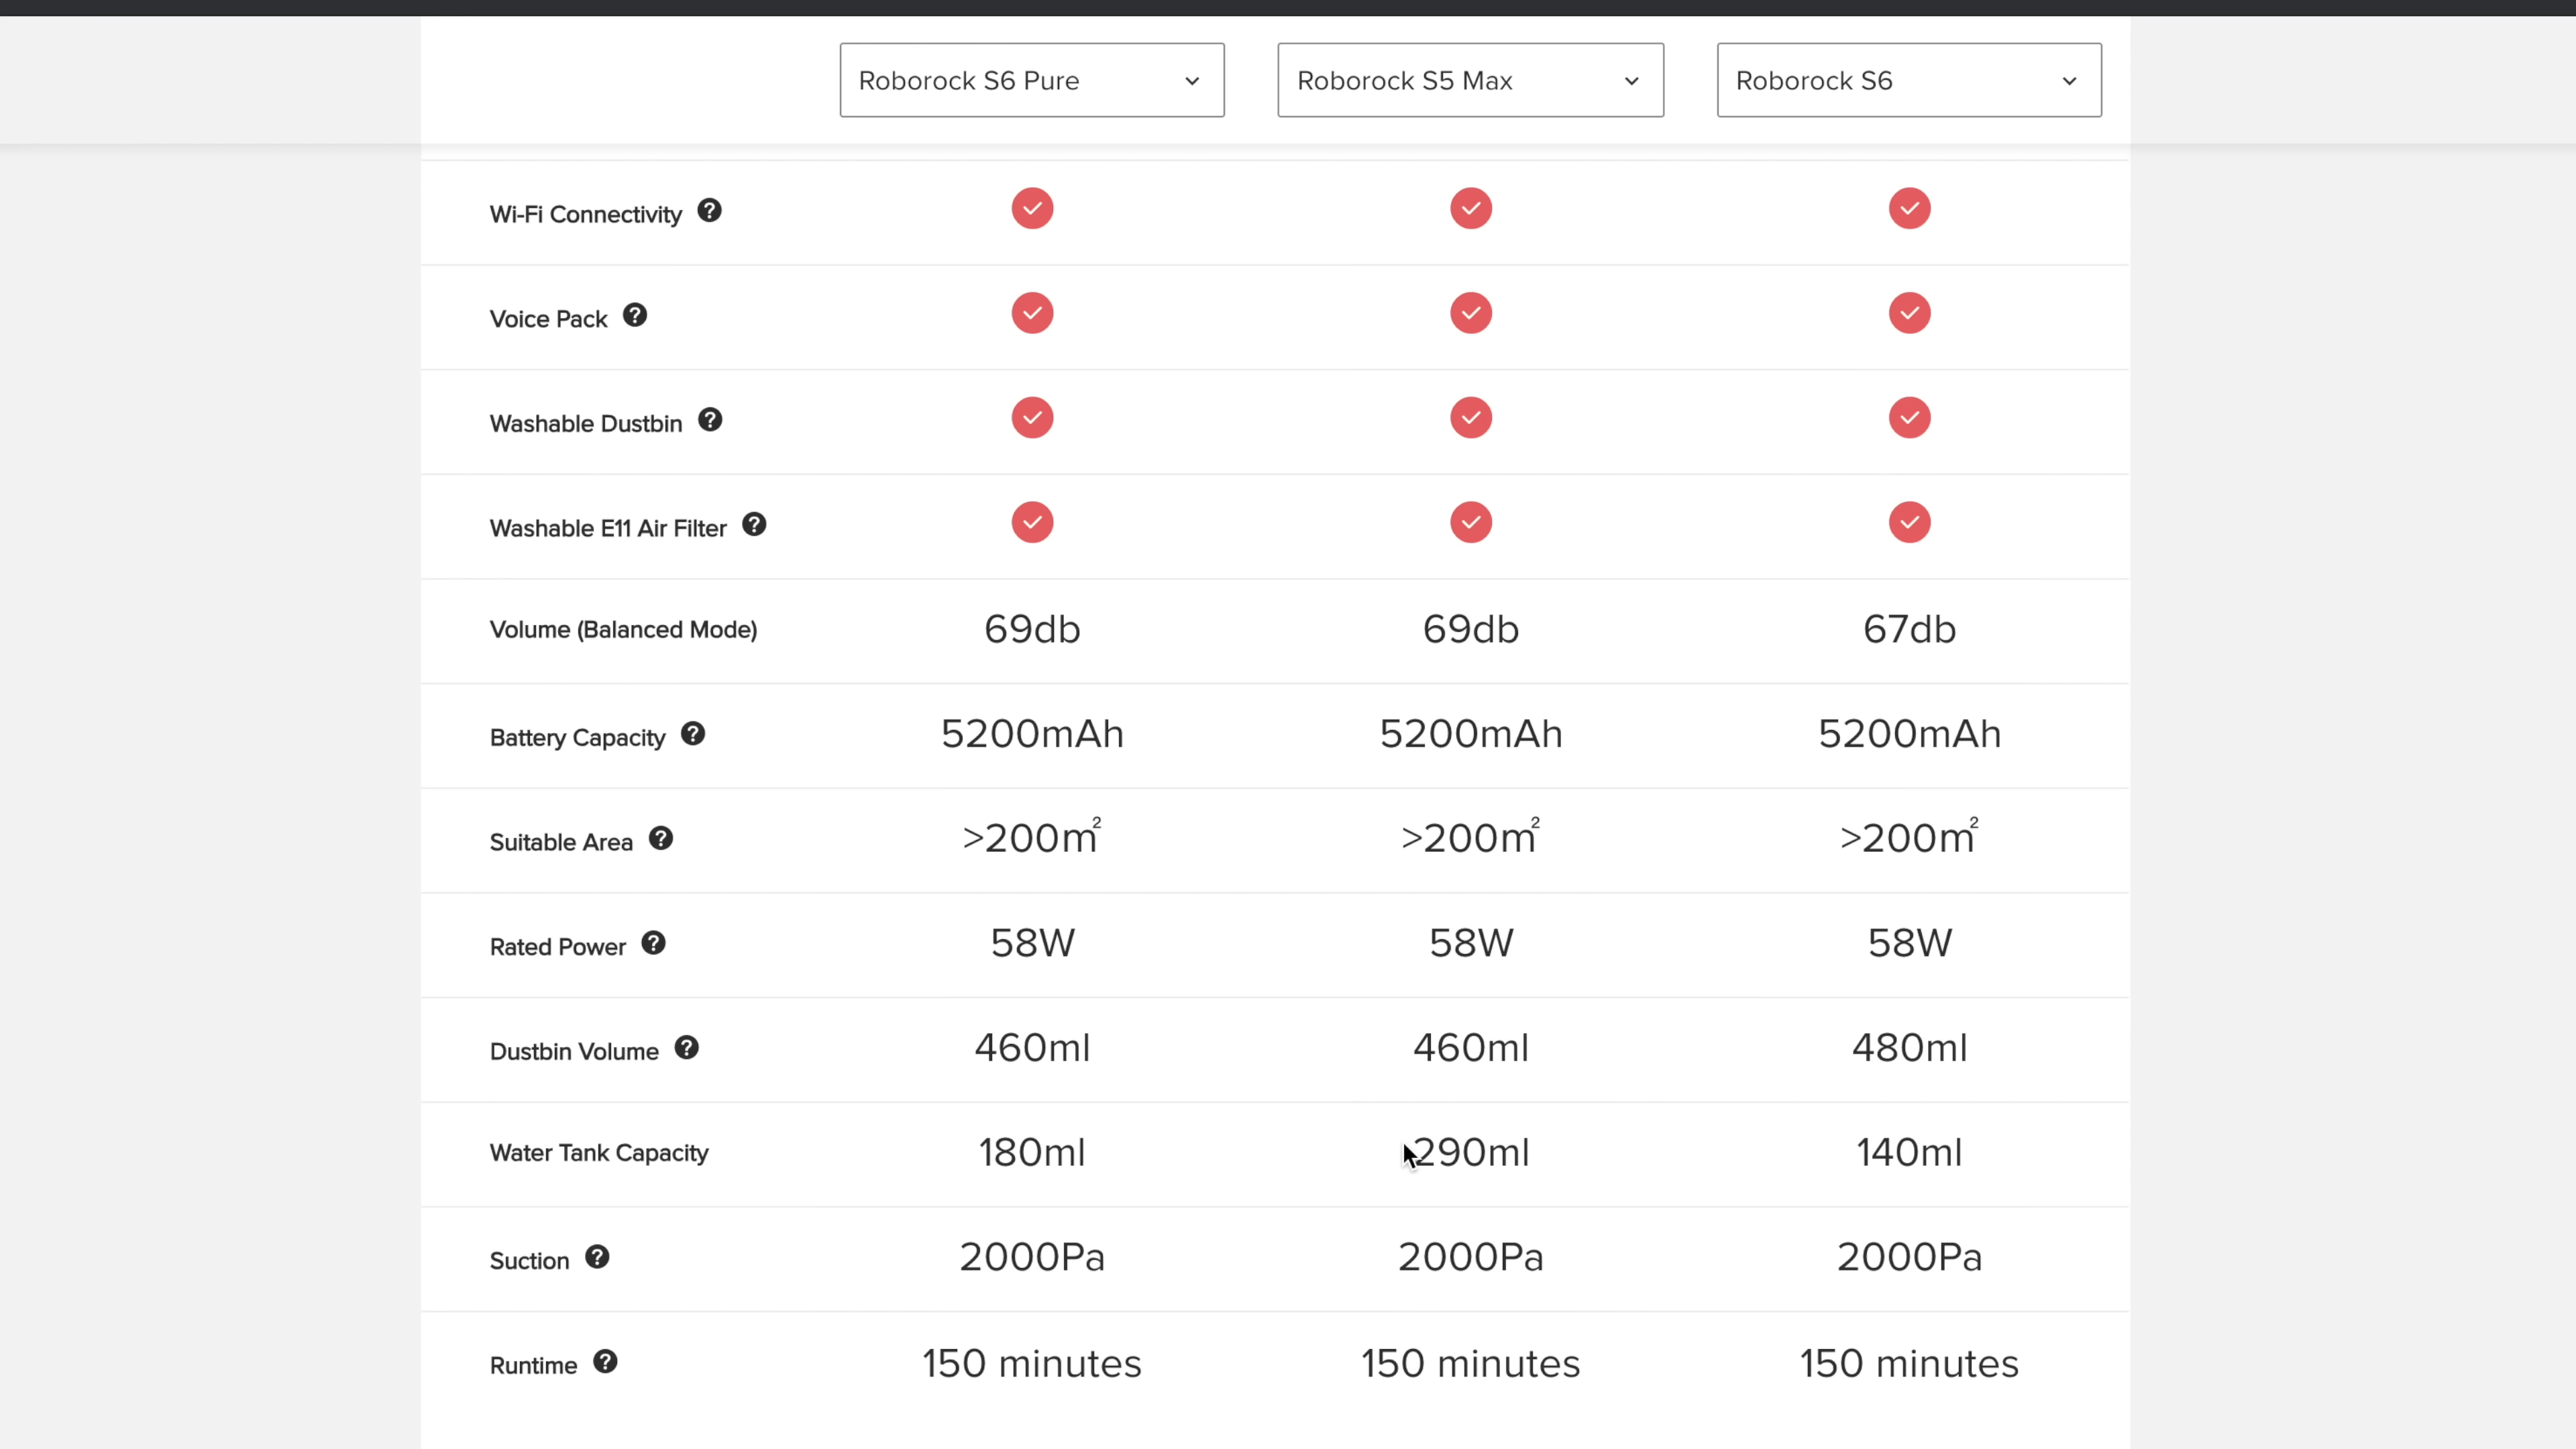 Roborock S6 Pure Roborock S5 Max Roborock S6
Wi-Fi Connectivity ?
Voice Pack ?
Washable Dustbin ?
Washable E11 Air Filter ?
Volume (Balanced Mode) 69db 69db 67db
Battery Capacity ? 5200mAh 5200mAh 5200mAh
Suitable Area ? >200m² >200m² >200m²
Rated Power ? 58W 58W 58W
Dustbin Volume ? 460ml 460ml 480ml
Water Tank Capacity 180ml 290ml 140ml
Suction ? 2000Pa 2000Pa 2000Pa
Runtime ? 150 minutes 150 minutes 150 minutes